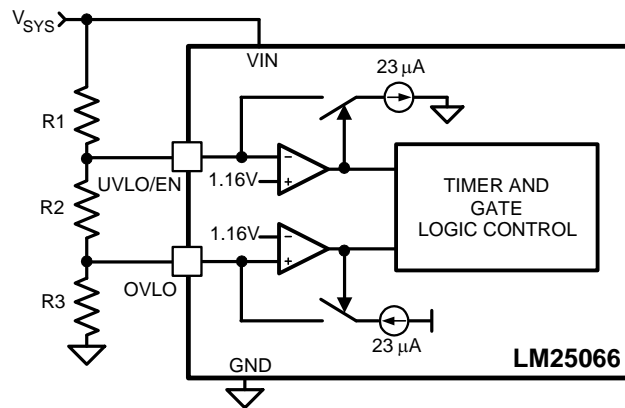 VSYS
VIN
23 μA
R1
UVLO/EN
1.16V
–
+
TIMER AND
GATE
LOGIC CONTROL
R2
1.16V
–
+
OVLO
R3
23 μA
GND
LM25066